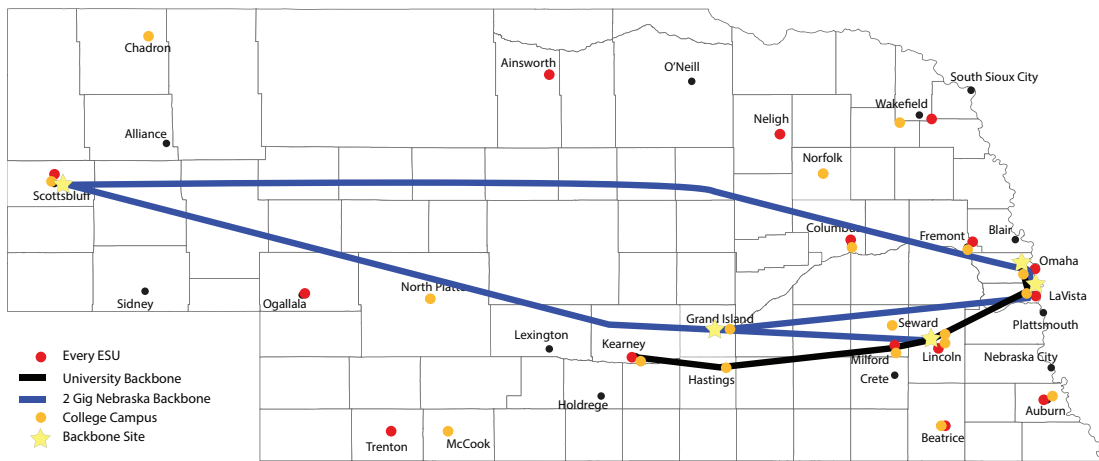 Chadron
Ainsworth
O'Neill
South Sioux City
Wakefield
Neligh
Alliance
Norfolk
Scottsbluff
Columbus
Fremont
Blair
Omaha
Sidney
Ogallala
North Platte
LaVista
Grand Island
Seward
Plattsmouth
Lexington
Kearney
Milford
Lincoln
Nebraska City
Hastings
Crete
Holdrege
Auburn
Trenton
McCook
Beatrice
Every ESU
University Backbone
2 Gig Nebraska Backbone
College Campus
Backbone Site